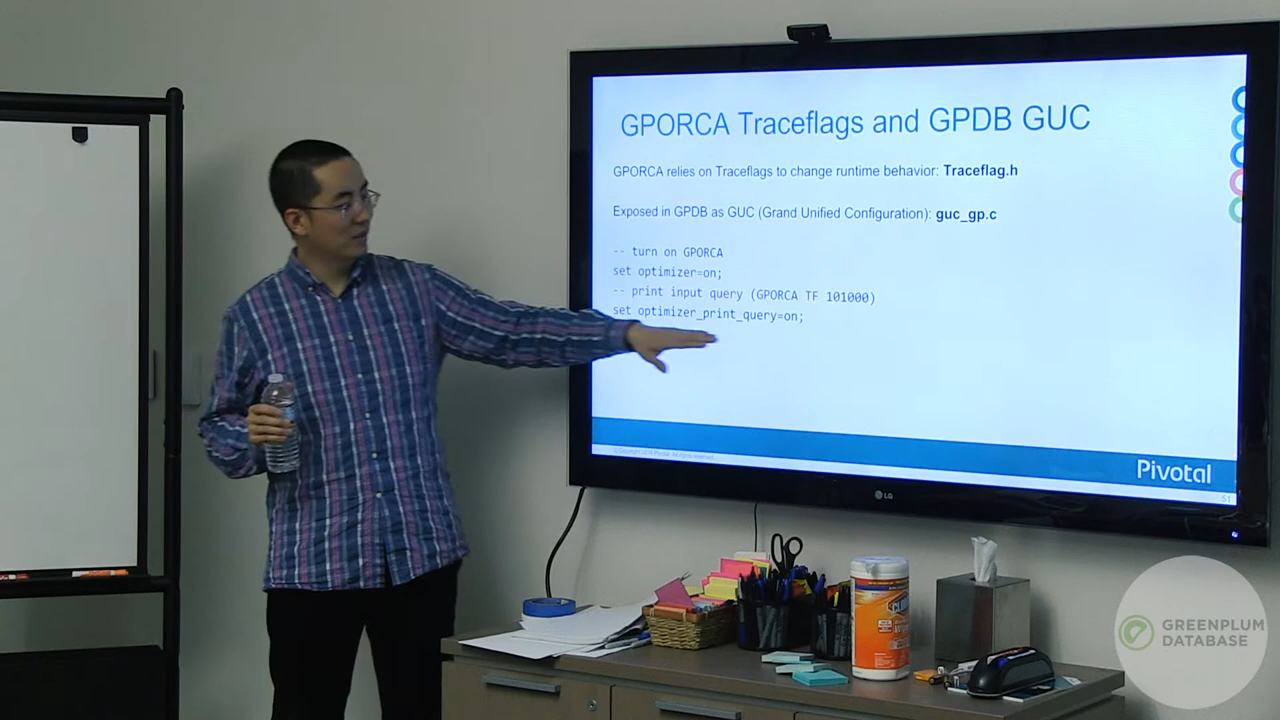 GPORCA Traceflags and GPDB GUC
GPORCA relies on Traceflags to change runtime behavior: Traceflag.h
Exposed in GPDB as GUC (Grand Unified Configuration): guc_gp.c
-- turn on GPORCA
set optimizer=on;
-- print input query (GPORCA TF 101000)
set optimizer_print_query=on;
Pivotal
51
LG
CLOROX
GREENPLUM
DATABASE